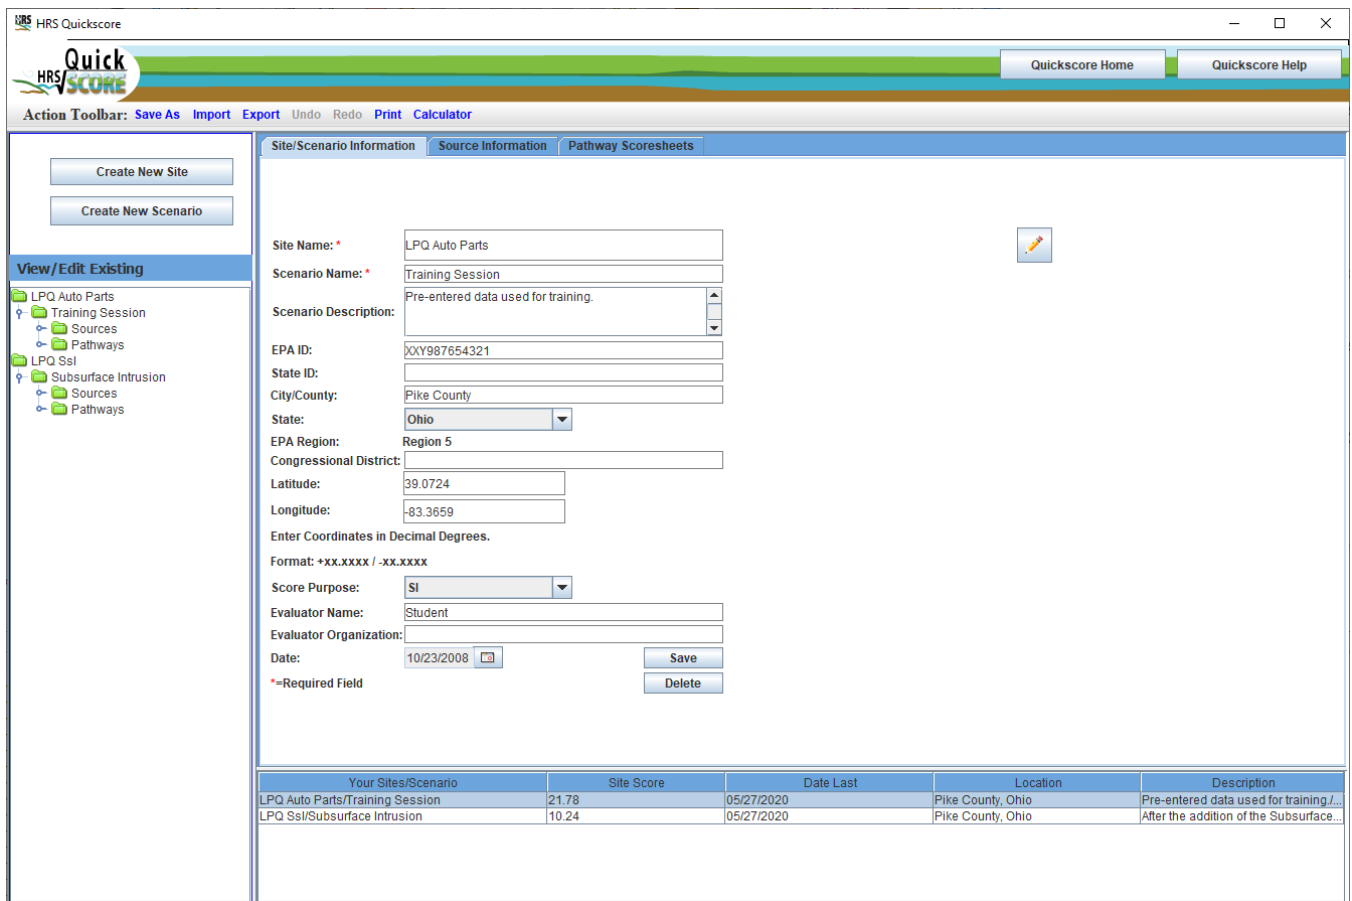 HRS Quickscore
Quick
HRS/SCORE
Quickscore Home
Quickscore Help
Action Toolbar: Save As Import Export Undo Redo Print Calculator
Create New Site
Create New Scenario
View/Edit Existing
LPQ Auto Parts
Training Session
Sources
Pathways
LPQ SsI
Subsurface Intrusion
Sources
Pathways
Site/Scenario Information Source Information Pathway Scoresheets
Site Name: * LPQ Auto Parts
Scenario Name: * Training Session
Scenario Description: Pre-entered data used for training.
EPA ID: XXY987654321
State ID:
City/County: Pike County
State: Ohio
EPA Region: Region 5
Congressional District:
Latitude: 39.0724
Longitude: -83.3659
Enter Coordinates in Decimal Degrees.
Format: +xx.xxxx / -xx.xxxx
Score Purpose: SI
Evaluator Name: Student
Evaluator Organization:
Date: 10/23/2008 Save
*=Required Field Delete
Your Sites/Scenario Site Score Date Last Location Description
LPQ Auto Parts/Training Session 21.78 05/27/2020 Pike County, Ohio Pre-entered data used for training./...
LPQ SsI/Subsurface Intrusion 10.24 05/27/2020 Pike County, Ohio After the addition of the Subsurface...